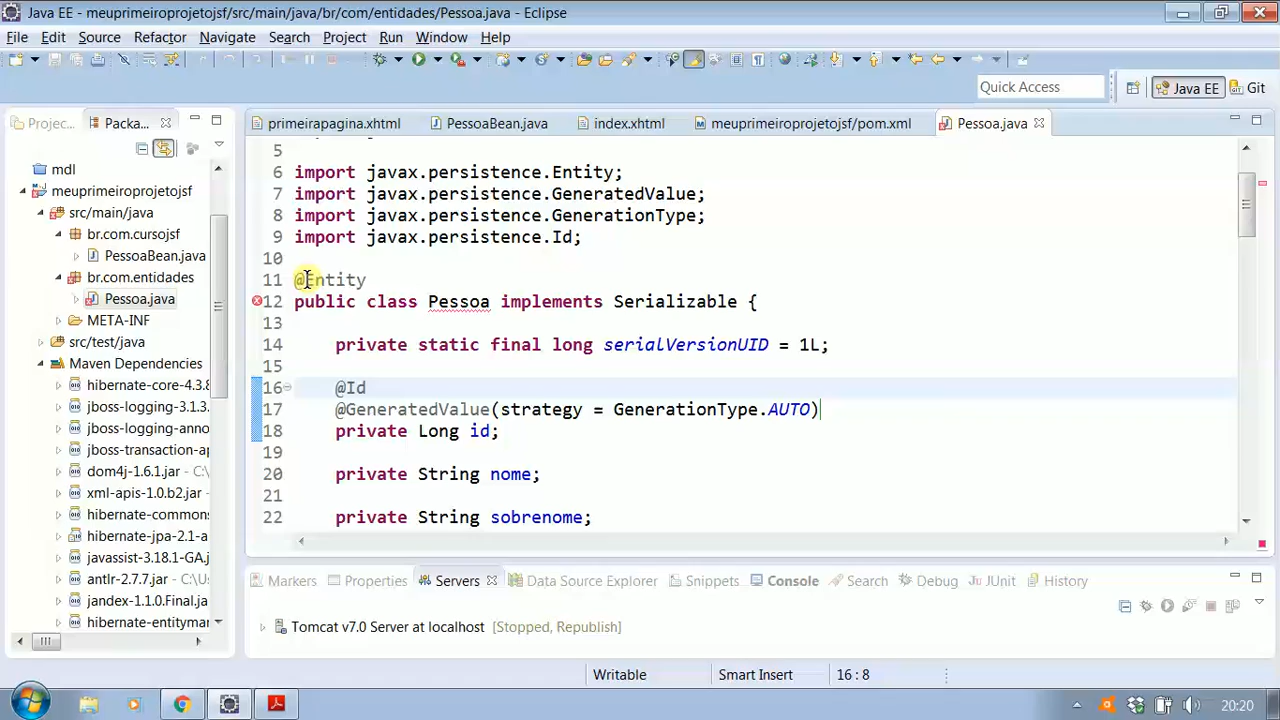 Java EE - meuprimeiroprojetojsf/src/main/java/br/com/entidades/Pessoa.java - Eclipse
File Edit Source Refactor Navigate Search Project Run Window Help
Quick Access
Java EE
Git
Projec...
Packa...
primeirapagina.xhtml
PessoaBean.java
index.xhtml
meuprimeiroprojetojsf/pom.xml
Pessoa.java
mdl
meuprimeiroprojetojsf
src/main/java
br.com.cursojsf
PessoaBean.java
br.com.entidades
Pessoa.java
META-INF
src/test/java
Maven Dependencies
hibernate-core-4.3.8
jboss-logging-3.1.3.
jboss-logging-anno
jboss-transaction-ap
dom4j-1.6.1.jar - C:
xml-apis-1.0.b2.jar
hibernate-commons
hibernate-jpa-2.1-a
javassist-3.18.1-GA.j
antlr-2.7.7.jar - C:\U
jandex-1.1.0.Final.ja
hibernate-entitymar
5
6 import javax.persistence.Entity;
7 import javax.persistence.GeneratedValue;
8 import javax.persistence.GenerationType;
9 import javax.persistence.Id;
10
11 @Entity
12 public class Pessoa implements Serializable {
13
14 private static final long serialVersionUID = 1L;
15
16 @Id
17 @GeneratedValue(strategy = GenerationType.AUTO)
18 private Long id;
19
20 private String nome;
21
22 private String sobrenome;
Markers Properties Servers Data Source Explorer Snippets Console Search Debug JUnit History
Tomcat v7.0 Server at localhost [Stopped, Republish]
Writable
Smart Insert
16 : 8
20:20